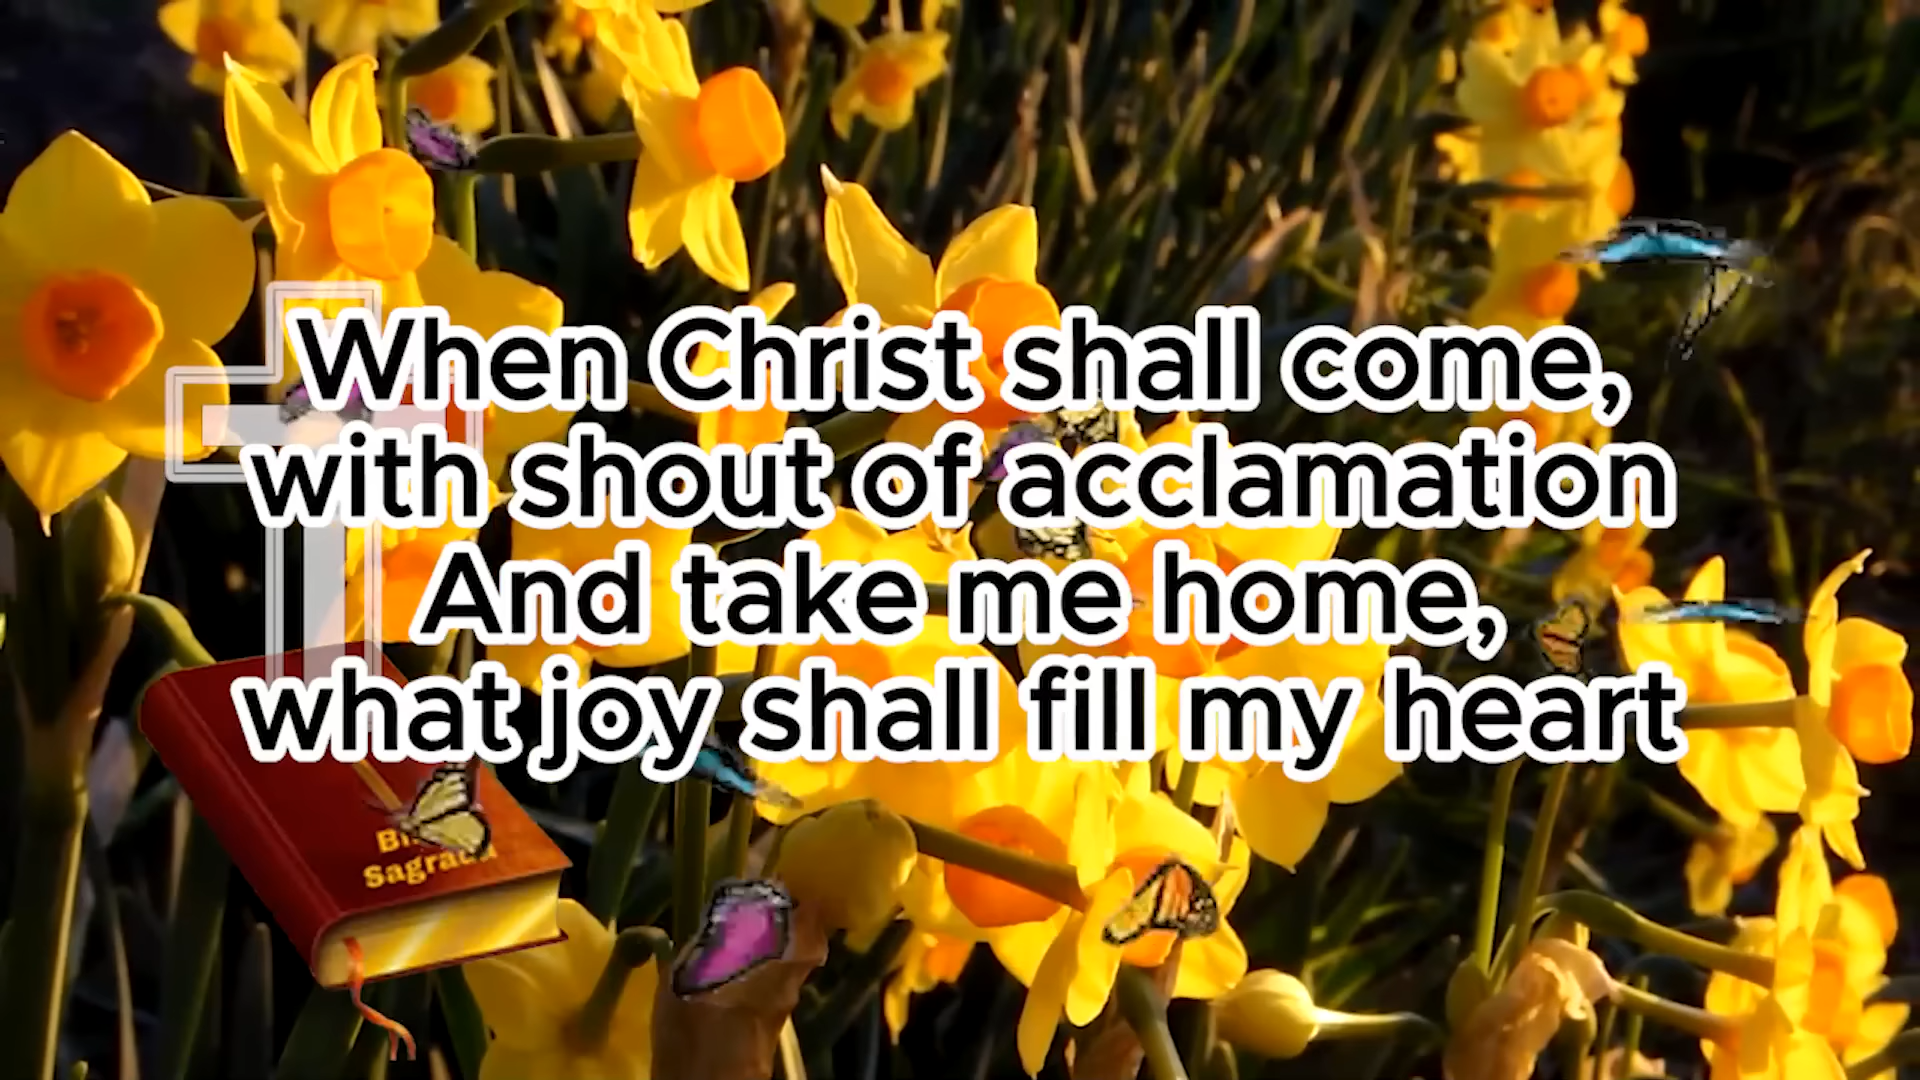 When Christ shall come,
with shout of acclamation
And take me home,
what joy shall fill my heart